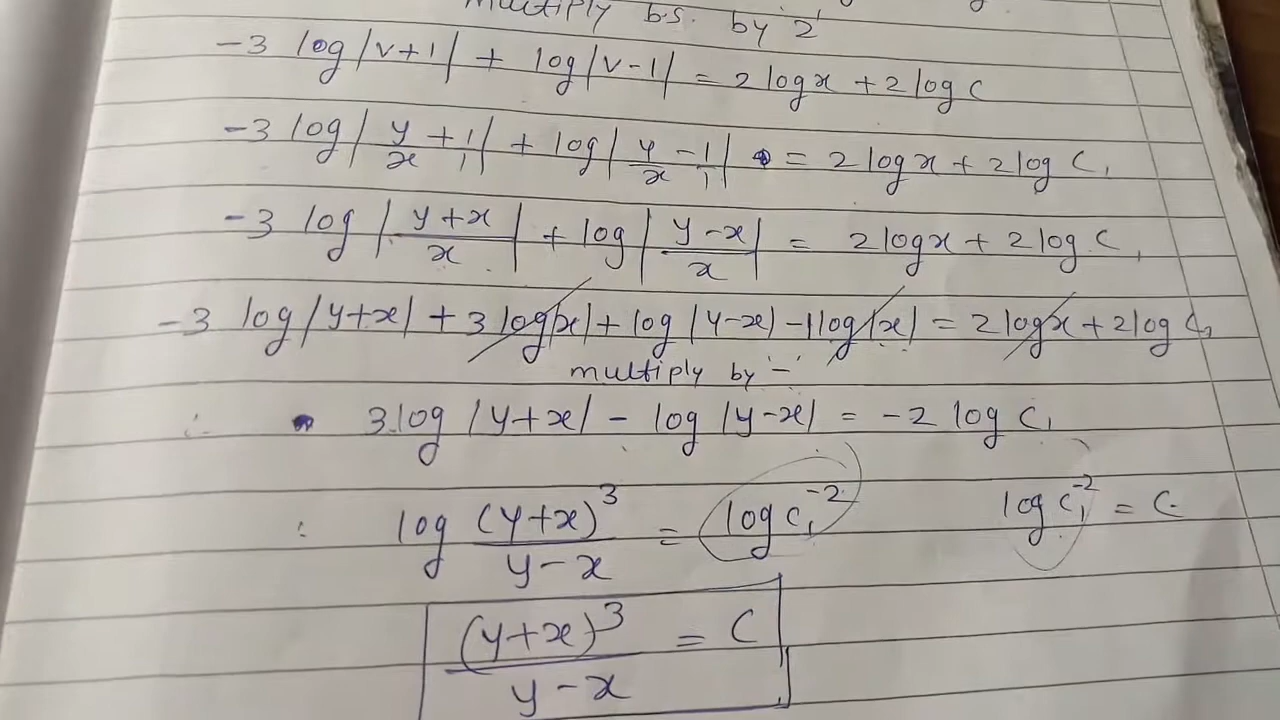 Multiply b.s. by 2
-3 log|v+1| + log|v-1| = 2 log x + 2 log C
-3 log|y/x + 1/1| + log|y/x - 1/1| = 2 log x + 2 log C₁
-3 log|(y+x)/x| + log|(y-x)/x| = 2 log x + 2 log C₁
-3 log|y+x| + 3 log|x| + log|y-x| - 1 log|x| = 2 log x + 2 log C₁
multiply by '-'
∴ 3 log|y+x| - log|y-x| = -2 log C₁
: log (y+x)³/(y-x) = log C₁⁻² log C₁⁻² = C
(y+x)³/(y-x) = C